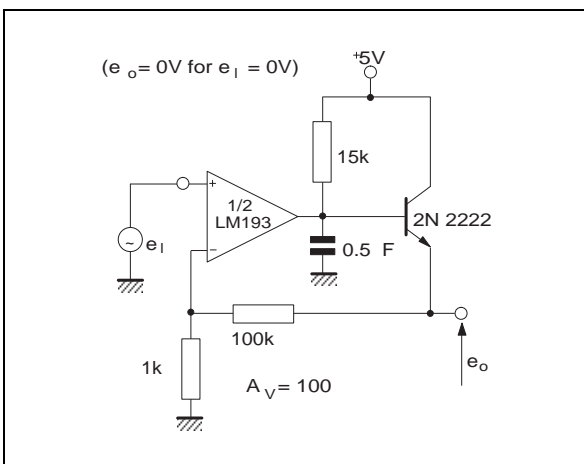 (e o = 0V for e I = 0V)
+5V
15k
1/2
LM193
+
-
2N 2222
e I
0.5 F
100k
1k
A V = 100
e o